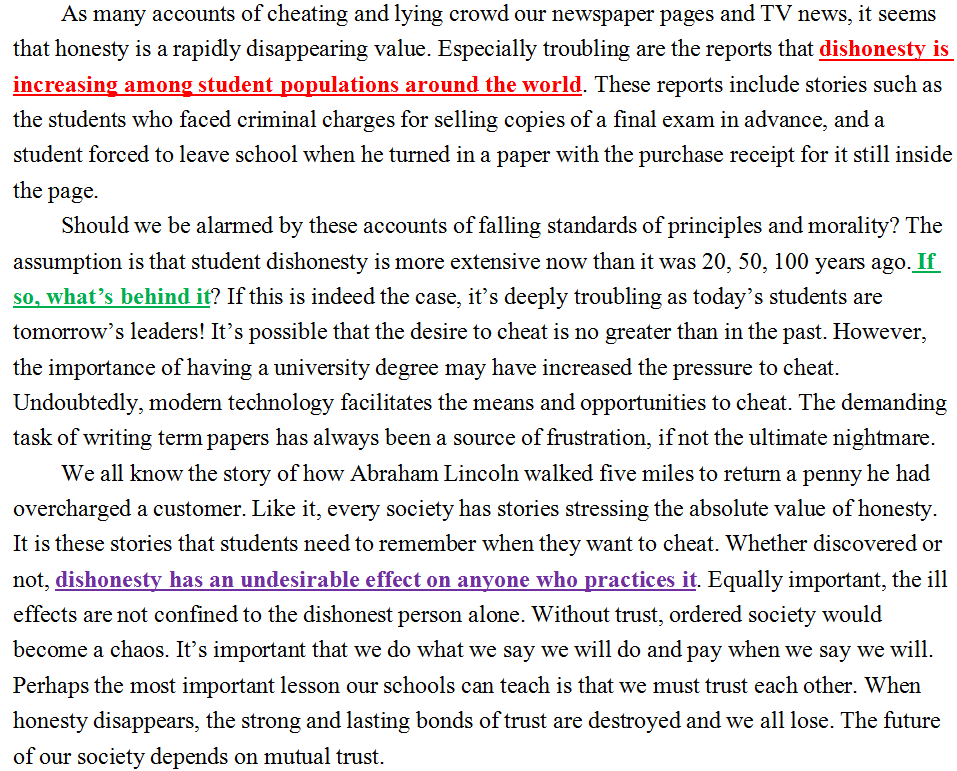 As many accounts of cheating and lying crowd our newspaper pages and TV news, it seems
that honesty is a rapidly disappearing value. Especially troubling are the reports that dishonesty is
increasing among student populations around the world. These reports include stories such as
the students who faced criminal charges for selling copies of a final exam in advance, and a
student forced to leave school when he turned in a paper with the purchase receipt for it still inside
the page.
Should we be alarmed by these accounts of falling standards of principles and morality? The
assumption is that student dishonesty is more extensive now than it was 20, 50, 100 years ago. If
so, what’s behind it? If this is indeed the case, it’s deeply troubling as today’s students are
tomorrow’s leaders! It’s possible that the desire to cheat is no greater than in the past. However,
the importance of having a university degree may have increased the pressure to cheat.
Undoubtedly, modern technology facilitates the means and opportunities to cheat. The demanding
task of writing term papers has always been a source of frustration, if not the ultimate nightmare.
We all know the story of how Abraham Lincoln walked five miles to return a penny he had
overcharged a customer. Like it, every society has stories stressing the absolute value of honesty.
It is these stories that students need to remember when they want to cheat. Whether discovered or
not, dishonesty has an undesirable effect on anyone who practices it. Equally important, the ill
effects are not confined to the dishonest person alone. Without trust, ordered society would
become a chaos. It’s important that we do what we say we will do and pay when we say we will.
Perhaps the most important lesson our schools can teach is that we must trust each other. When
honesty disappears, the strong and lasting bonds of trust are destroyed and we all lose. The future
of our society depends on mutual trust.